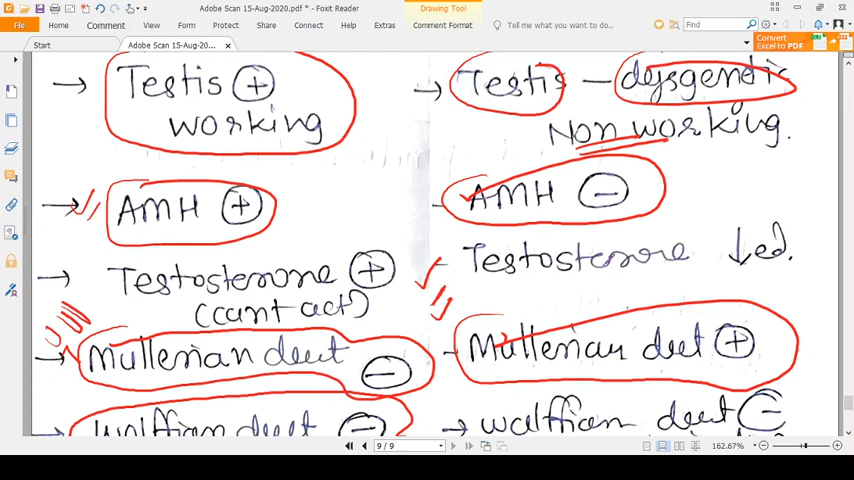 Adobe Scan 15-Aug-2020.pdf * - Foxit Reader
Drawing Tool
File
Home
Comment
View
Form
Protect
Share
Connect
Help
Extras
Comment Format
Tell me what you want to do...
Find
Start
Adobe Scan 15-Aug-2020....
Convert
Excel to PDF
→ Testis +
working
→ AMH +
→ Testosterone +
(cant act)
→ Mullerian duct −
→ Wolffian duct −
→ Testis — dysgenetic
Non working.
- AMH −
- Testosterone ↓ed.
- Mullerian duct +
→ wolffian duct −
9 / 9
162.67%